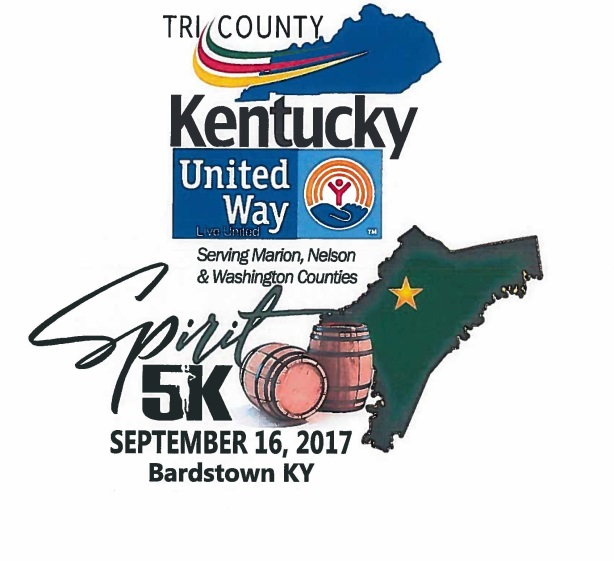 TRI COUNTY
Kentucky
United
Way
Live United
TM
Serving Marion, Nelson
& Washington Counties
Spirit
5K
SEPTEMBER 16, 2017
Bardstown KY